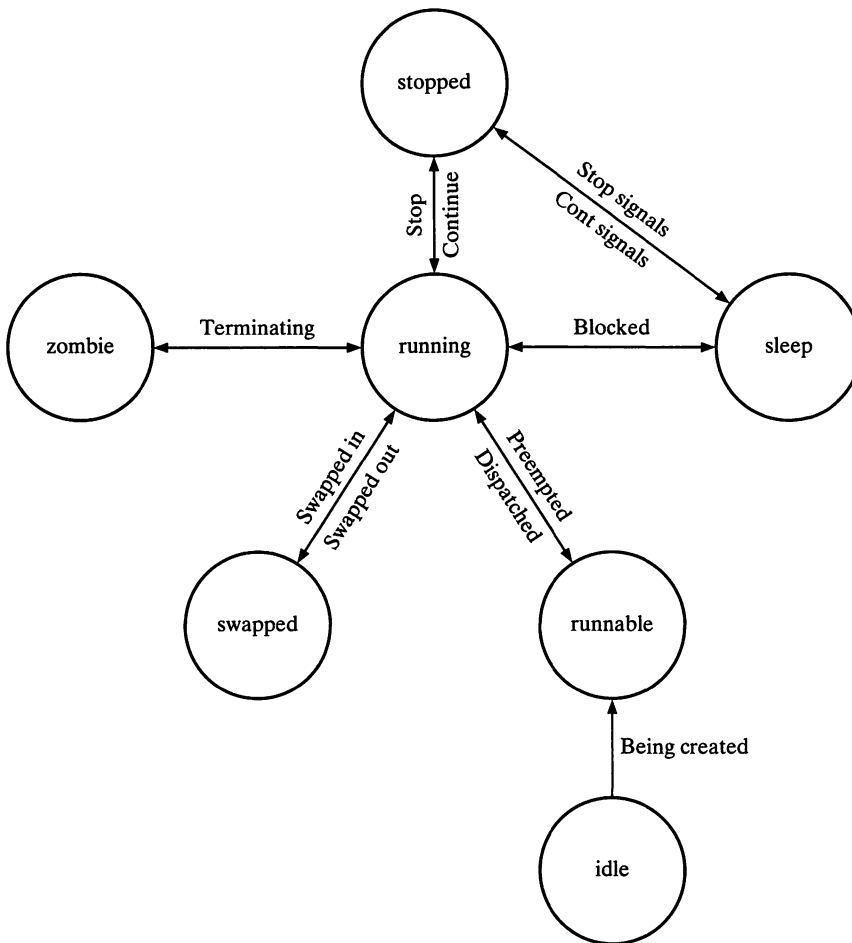 stopped
Stop
Continue
Stop signals
Cont signals
zombie
Terminating
running
Blocked
sleep
Swapped in
Swapped out
Preempted
Dispatched
swapped
runnable
Being created
idle